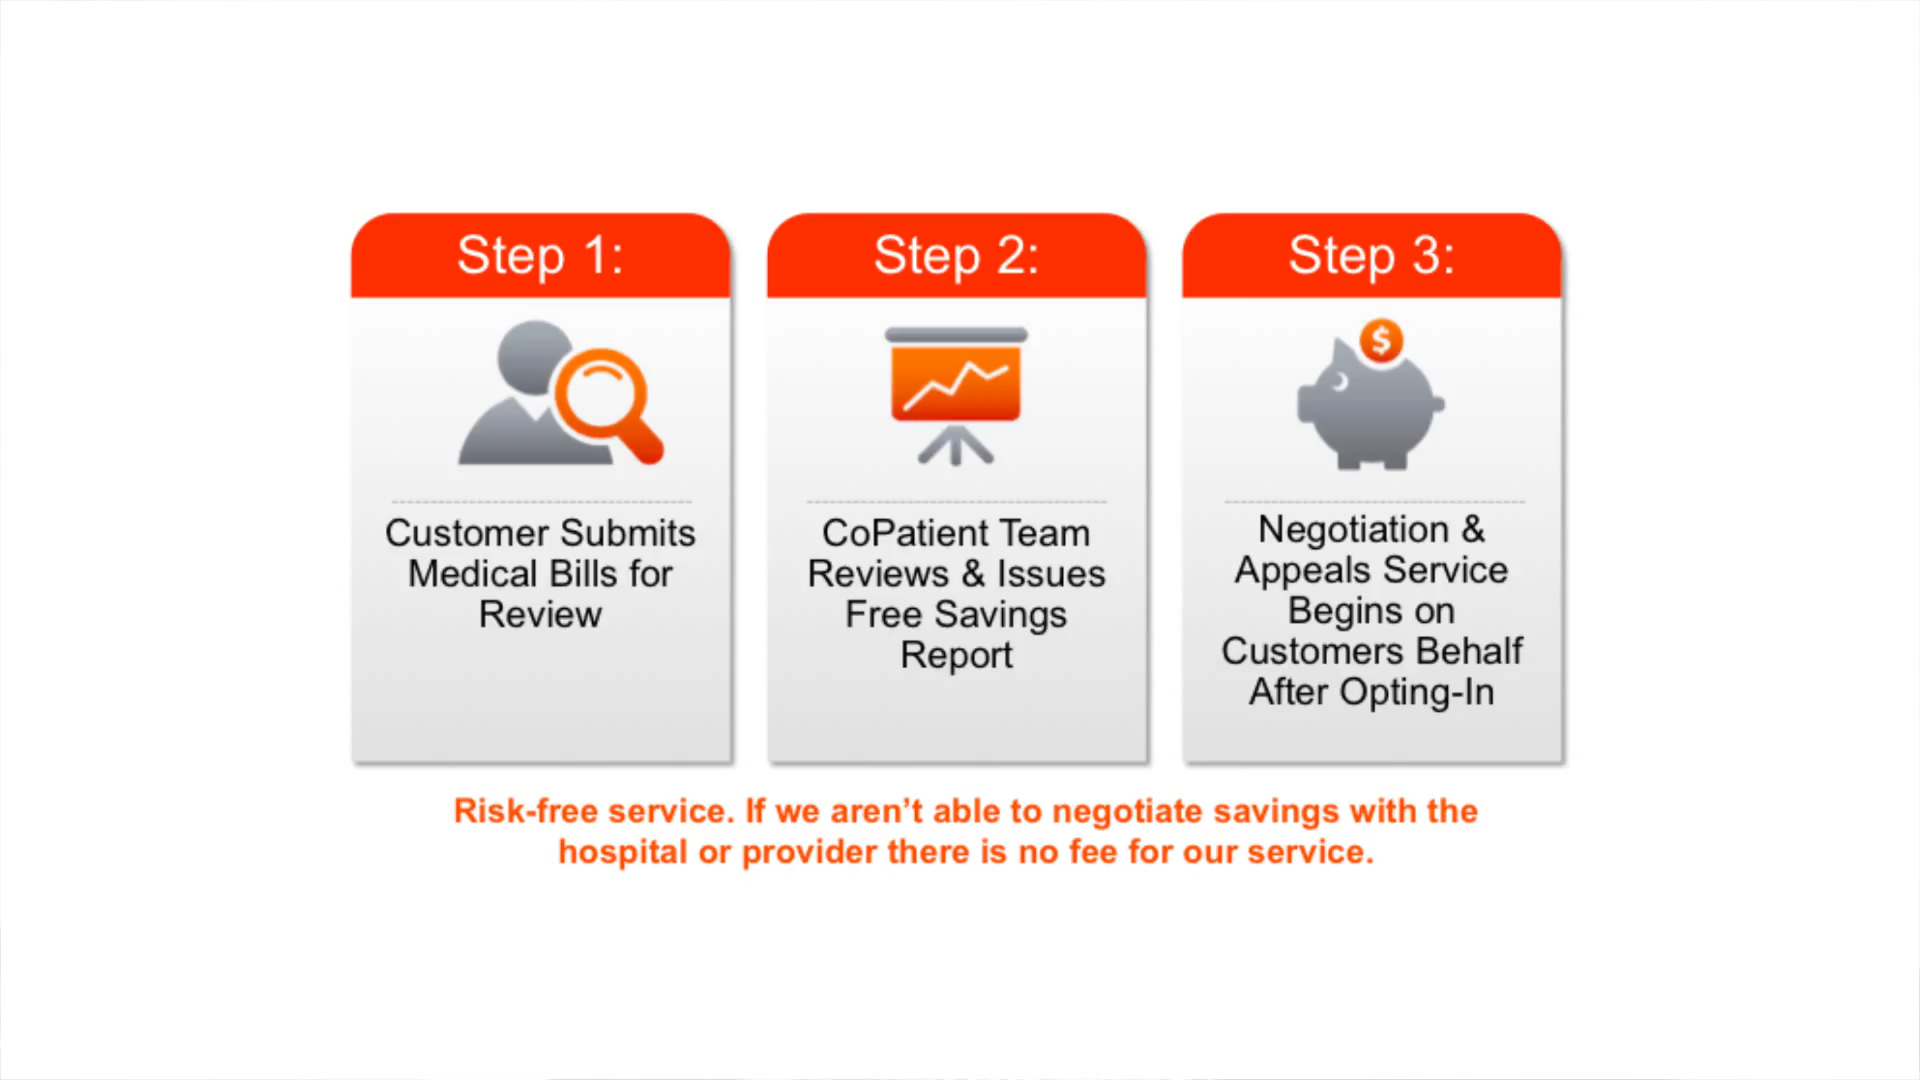 Step 1:
Customer Submits
Medical Bills for
Review
Step 2:
CoPatient Team
Reviews & Issues
Free Savings
Report
Step 3:
$
Negotiation &
Appeals Service
Begins on
Customers Behalf
After Opting-In
Risk-free service. If we aren’t able to negotiate savings with the
hospital or provider there is no fee for our service.